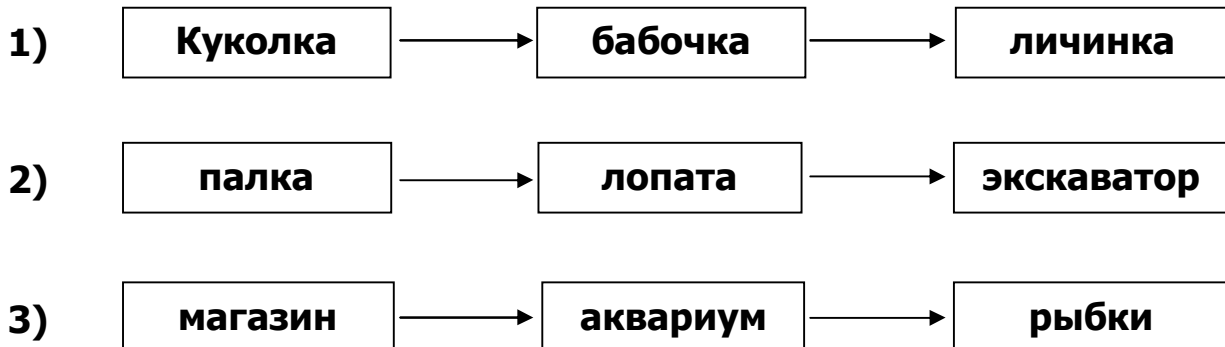 1) Куколка бабочка личинка
2) палка лопата экскаватор
3) магазин аквариум рыбки